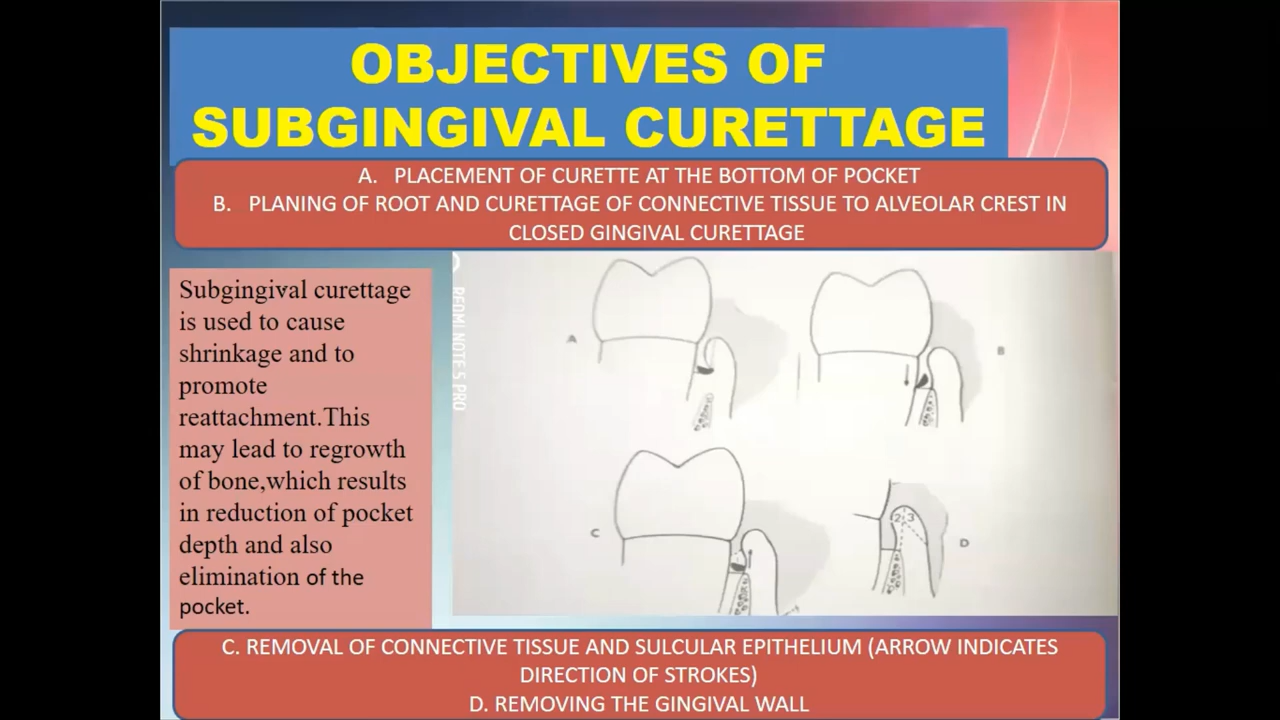 OBJECTIVES OF
SUBGINGIVAL CURETTAGE
A. PLACEMENT OF CURETTE AT THE BOTTOM OF POCKET
B. PLANING OF ROOT AND CURETTAGE OF CONNECTIVE TISSUE TO ALVEOLAR CREST IN
CLOSED GINGIVAL CURETTAGE
Subgingival curettage
is used to cause
shrinkage and to
promote
reattachment.This
may lead to regrowth
of bone,which results
in reduction of pocket
depth and also
elimination of the
pocket.
REDMI NOTE 5 PRO
A
B
C
2 3
D
C. REMOVAL OF CONNECTIVE TISSUE AND SULCULAR EPITHELIUM (ARROW INDICATES
DIRECTION OF STROKES)
D. REMOVING THE GINGIVAL WALL